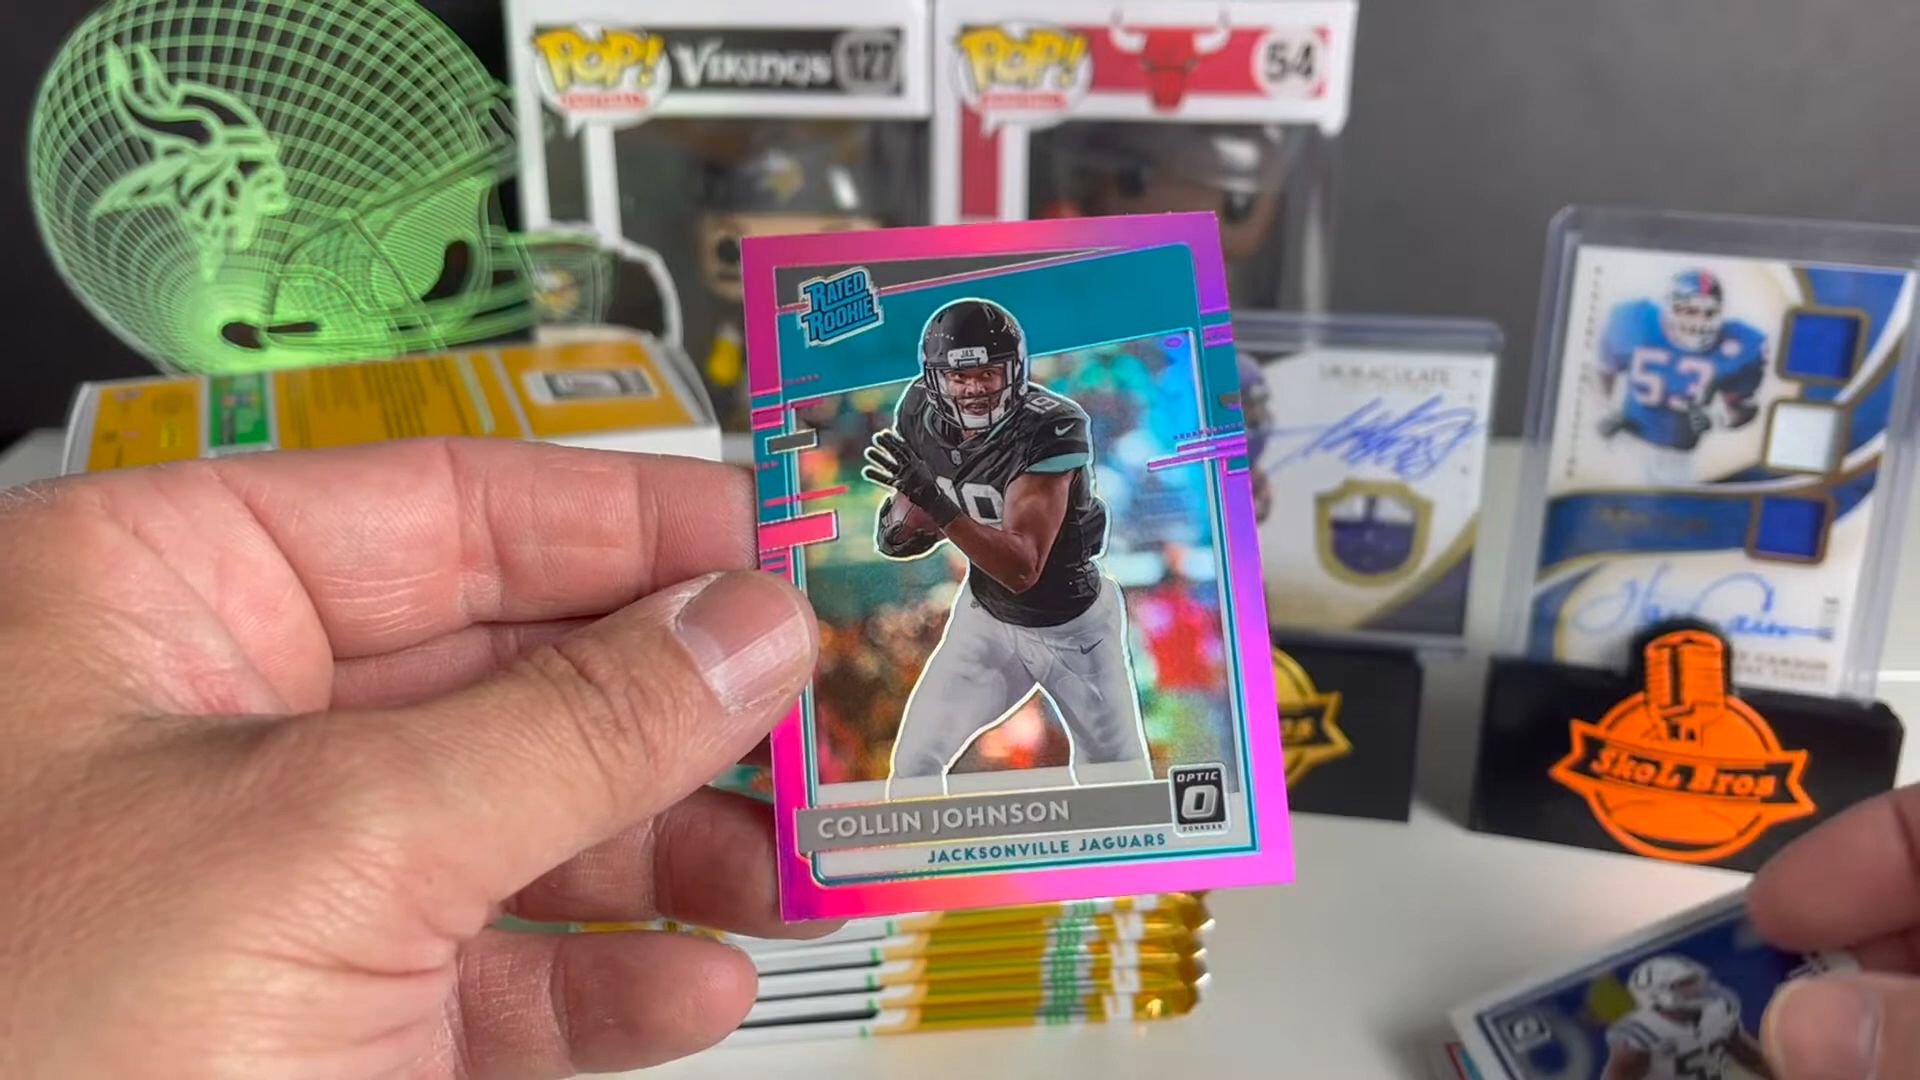 POP!
VIKINGS
127
POP!
54
RATED
ROOKIE
JAX
19
19
COLLIN JOHNSON
JACKSONVILLE JAGUARS
OPTIC
DONRUSS
IMMACULATE
53
SKOL BROS